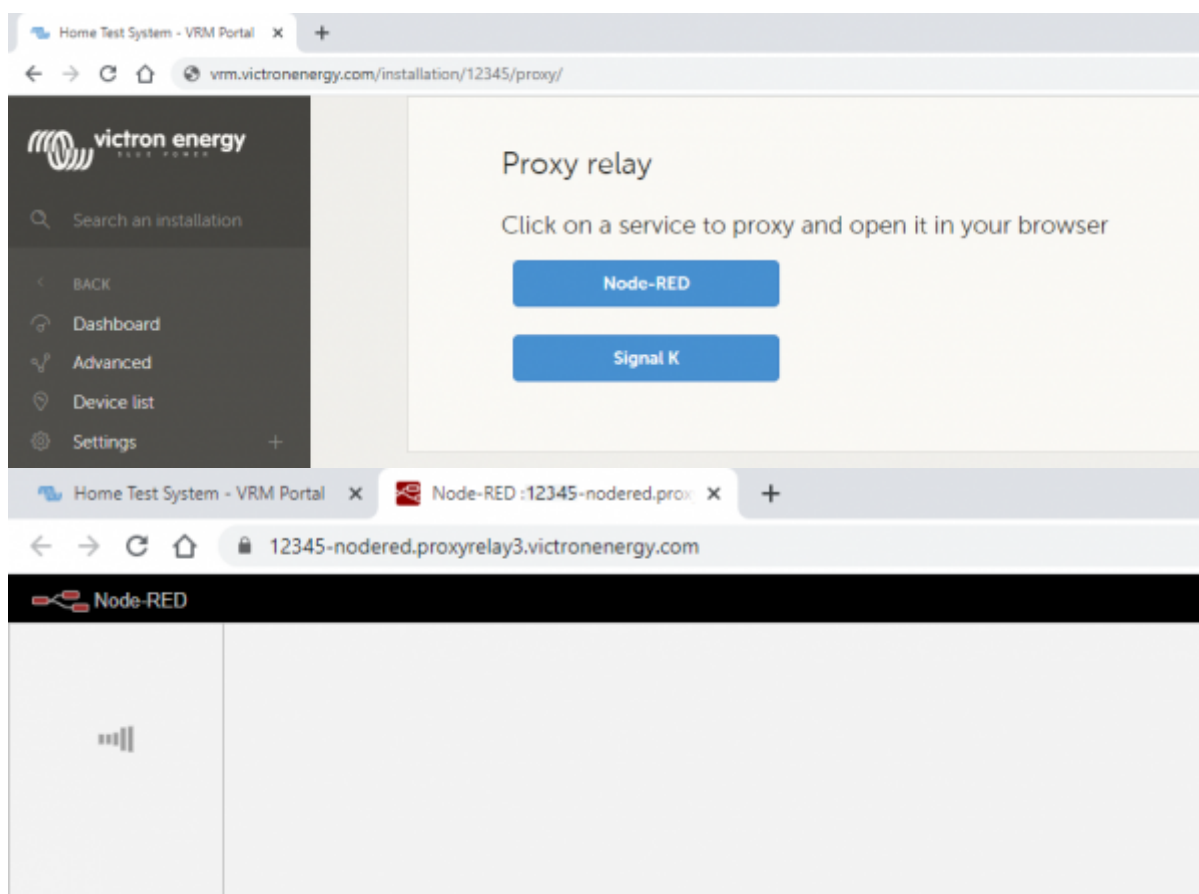 Home Test System - VRM Portal
vrm.victronenergy.com/installation/12345/proxy/
victron energy
BLUE POWER
Search an installation
BACK
Dashboard
Advanced
Device list
Settings
Proxy relay
Click on a service to proxy and open it in your browser
Node-RED
Signal K
Home Test System - VRM Portal
Node-RED :12345-nodered.prox
12345-nodered.proxyrelay3.victronenergy.com
Node-RED